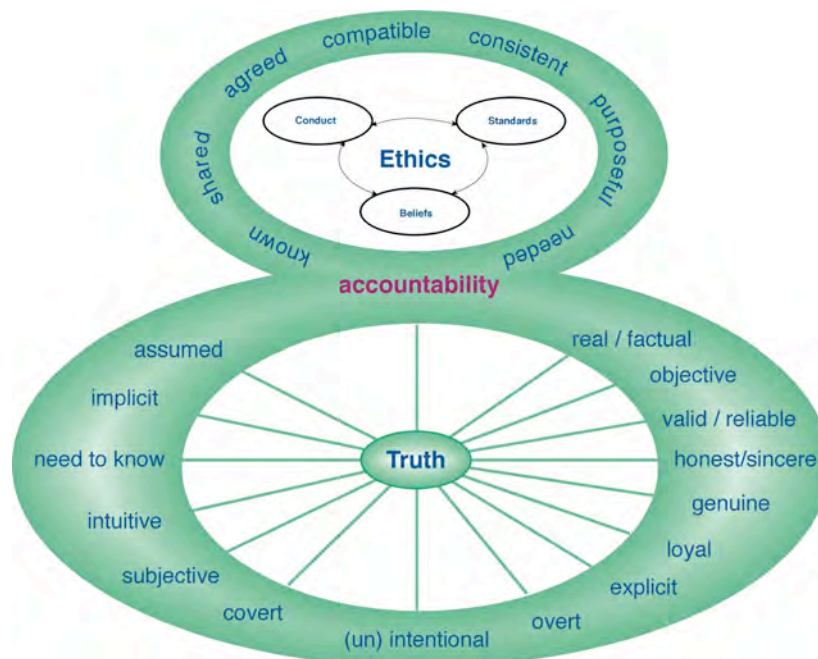 known
shared
agreed
compatible
consistent
purposeful
needed
Conduct
Standards
Ethics
Beliefs
accountability
assumed
implicit
need to know
intuitive
subjective
covert
(un) intentional
overt
explicit
loyal
genuine
honest/sincere
valid / reliable
objective
real / factual
Truth